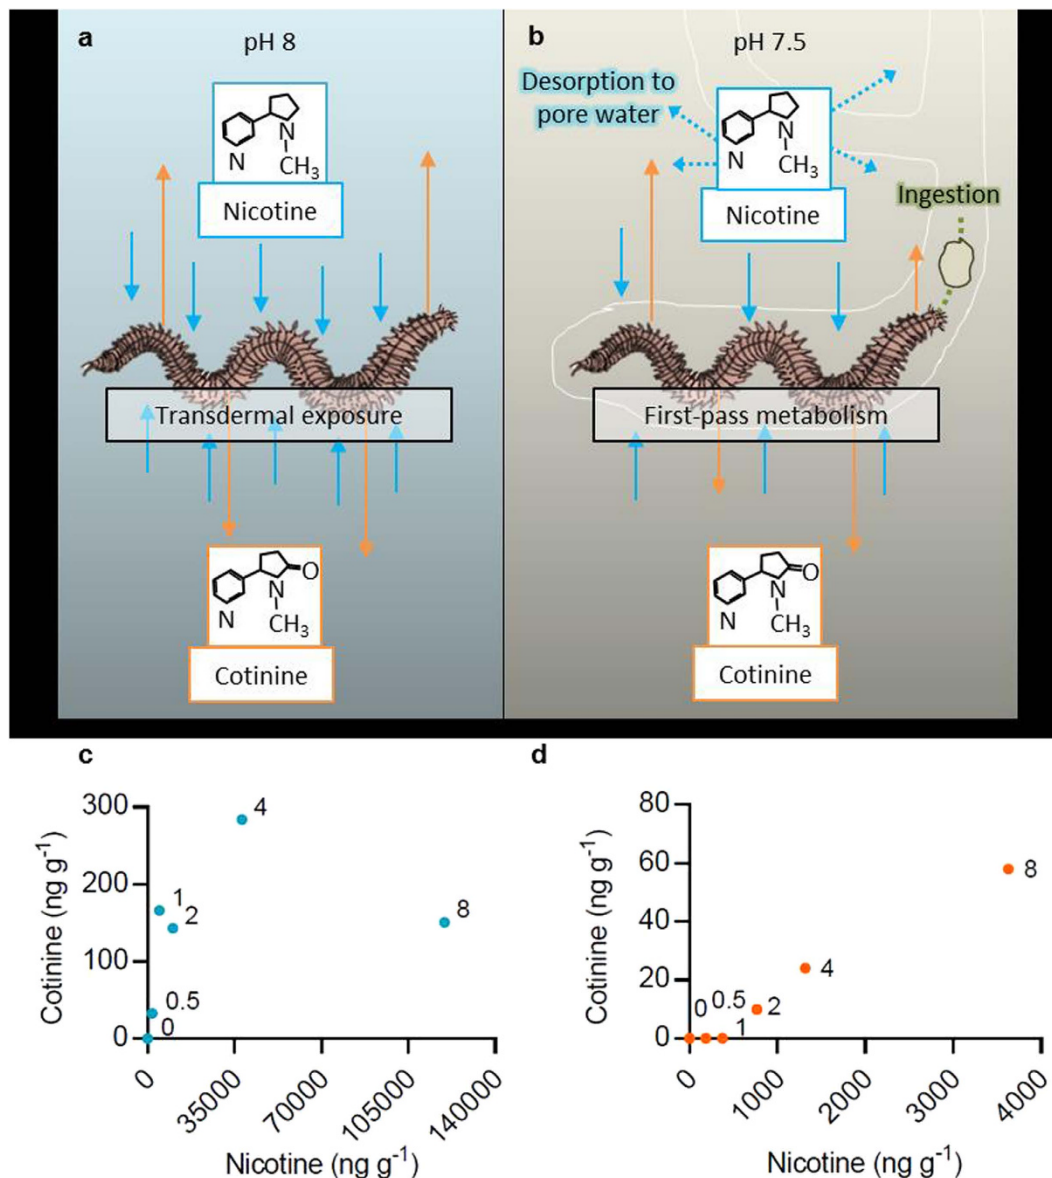 a
pH 8
N
N
CH3
Nicotine
Transdermal exposure
O
N
N
CH3
Cotinine
b
pH 7.5
Desorption to
pore water
N
N
CH3
Nicotine
Ingestion
First-pass metabolism
O
N
N
CH3
Cotinine
c
300
200
100
0
Cotinine (ng g⁻¹)
0
0.5
1
2
4
8
0
35000
70000
105000
140000
Nicotine (ng g⁻¹)
d
80
60
40
20
0
Cotinine (ng g⁻¹)
0
0.5
1
2
4
8
0
1000
2000
3000
4000
Nicotine (ng g⁻¹)